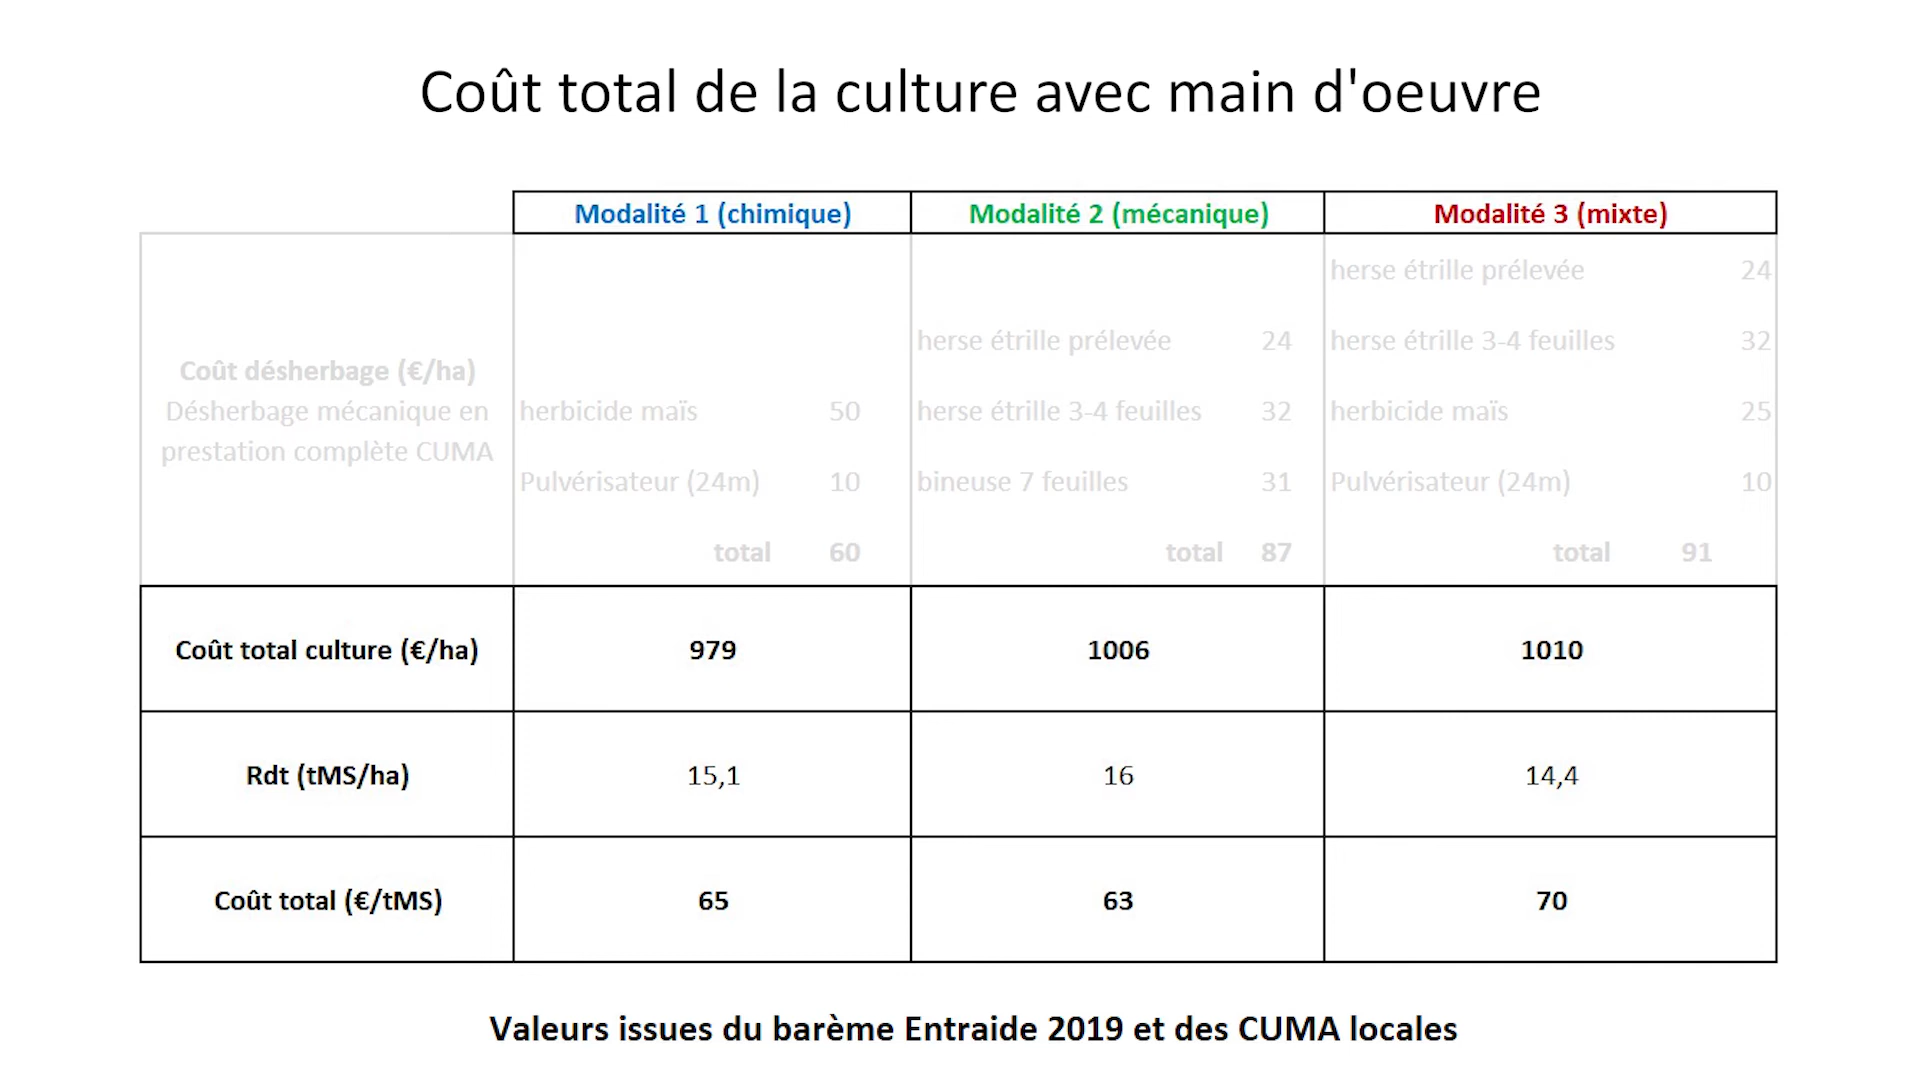 Coût total de la culture avec main d'oeuvre
Modalité 1 (chimique) Modalité 2 (mécanique) Modalité 3 (mixte)
Coût désherbage (€/ha)
Désherbage mécanique en
prestation complète CUMA
herbicide maïs 50
Pulvérisateur (24m) 10
total 60
herse étrille prélevée 24
herse étrille 3-4 feuilles 32
bineuse 7 feuilles 31
total 87
herse étrille prélevée 24
herse étrille 3-4 feuilles 32
herbicide maïs 25
Pulvérisateur (24m) 10
total 91
Coût total culture (€/ha) 979 1006 1010
Rdt (tMS/ha) 15,1 16 14,4
Coût total (€/tMS) 65 63 70
Valeurs issues du barème Entraide 2019 et des CUMA locales